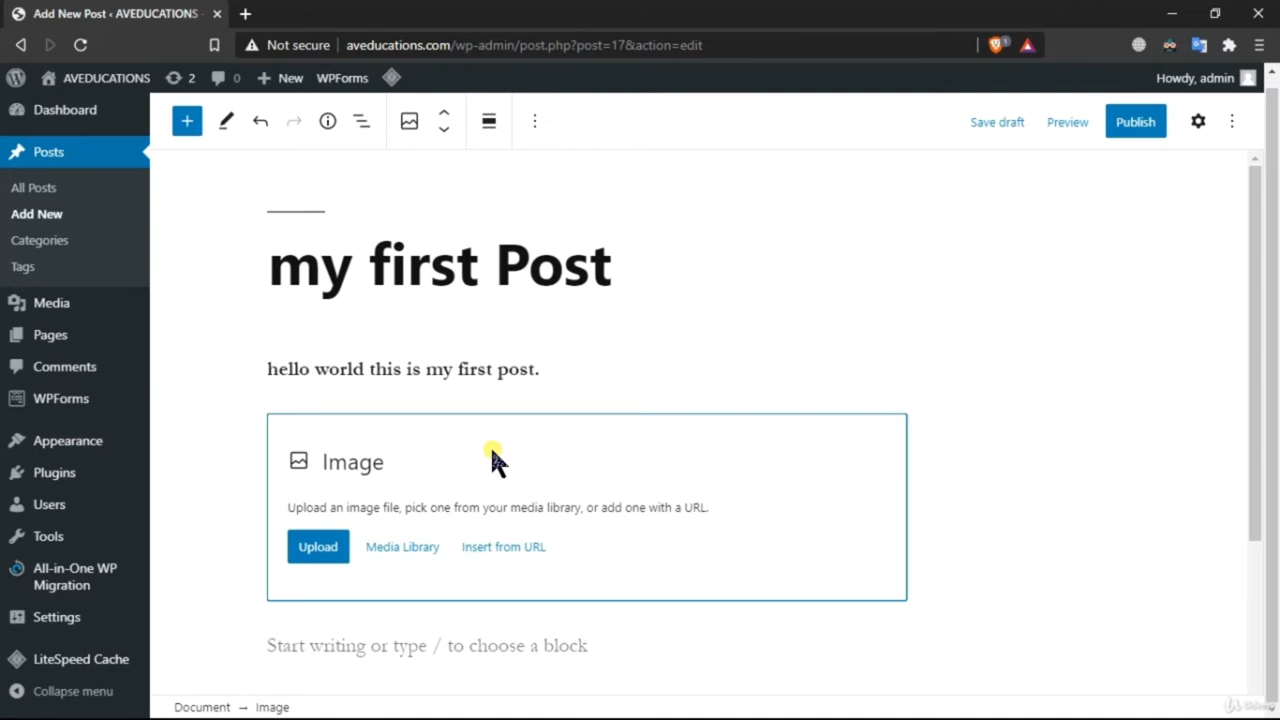 Add New Post ‹ AVEDUCATIONS
Not secure
aveducations.com/wp-admin/post.php?post=17&action=edit
1
AVEDUCATIONS
2
0
New
WPForms
Howdy, admin
Dashboard
Posts
All Posts
Add New
Categories
Tags
Media
Pages
Comments
WPForms
Appearance
Plugins
Users
Tools
All-in-One WP
Migration
Settings
LiteSpeed Cache
Collapse menu
Save draft
Preview
Publish
my first Post
hello world this is my first post.
Image
Upload an image file, pick one from your media library, or add one with a URL.
Upload
Media Library
Insert from URL
Start writing or type / to choose a block
Document → Image
Udemy